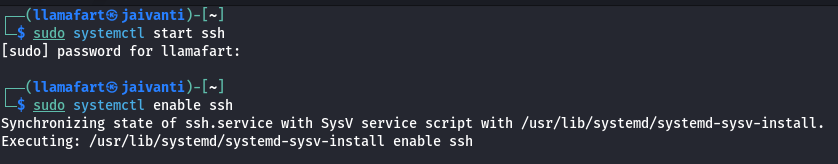 ┌──(llamafart㉿jaivanti)-[~]
└─$ sudo systemctl start ssh
[sudo] password for llamafart:
┌──(llamafart㉿jaivanti)-[~]
└─$ sudo systemctl enable ssh
Synchronizing state of ssh.service with SysV service script with /usr/lib/systemd/systemd-sysv-install.
Executing: /usr/lib/systemd/systemd-sysv-install enable ssh